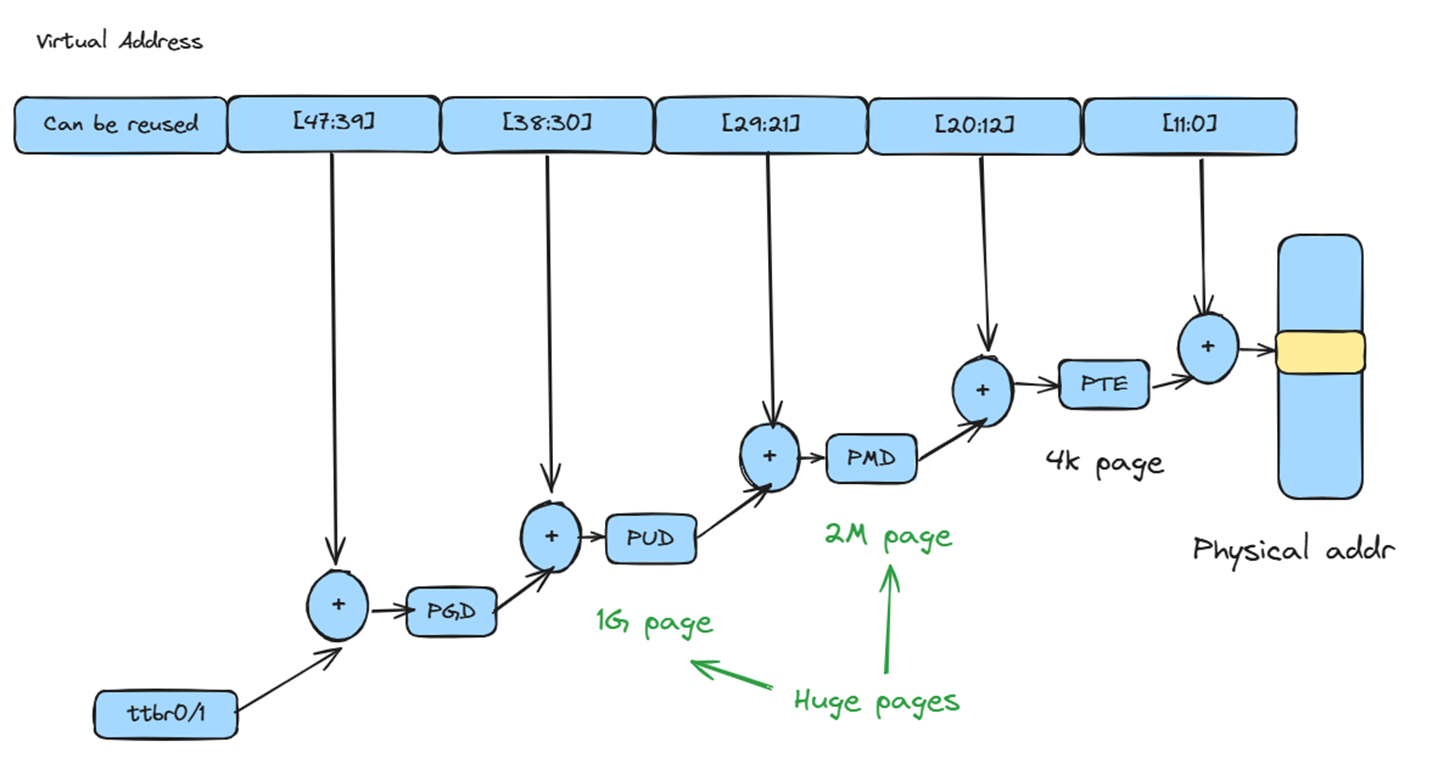 Virtual Address
Can be reused
[47:39]
[38:30]
[29:21]
[20:12]
[11:0]
+
PTE
+
4k page
+
PMD
2M page
+
PUD
Physical addr
+
PGD
1G page
Huge pages
ttbr0/1